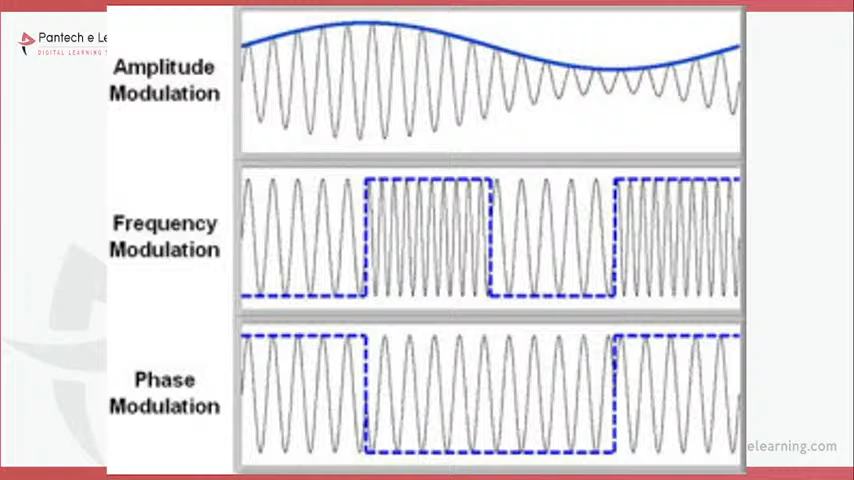 Pantech e Le
DIGITAL LEARNING
Amplitude
Modulation
Frequency
Modulation
Phase
Modulation
elearning.com